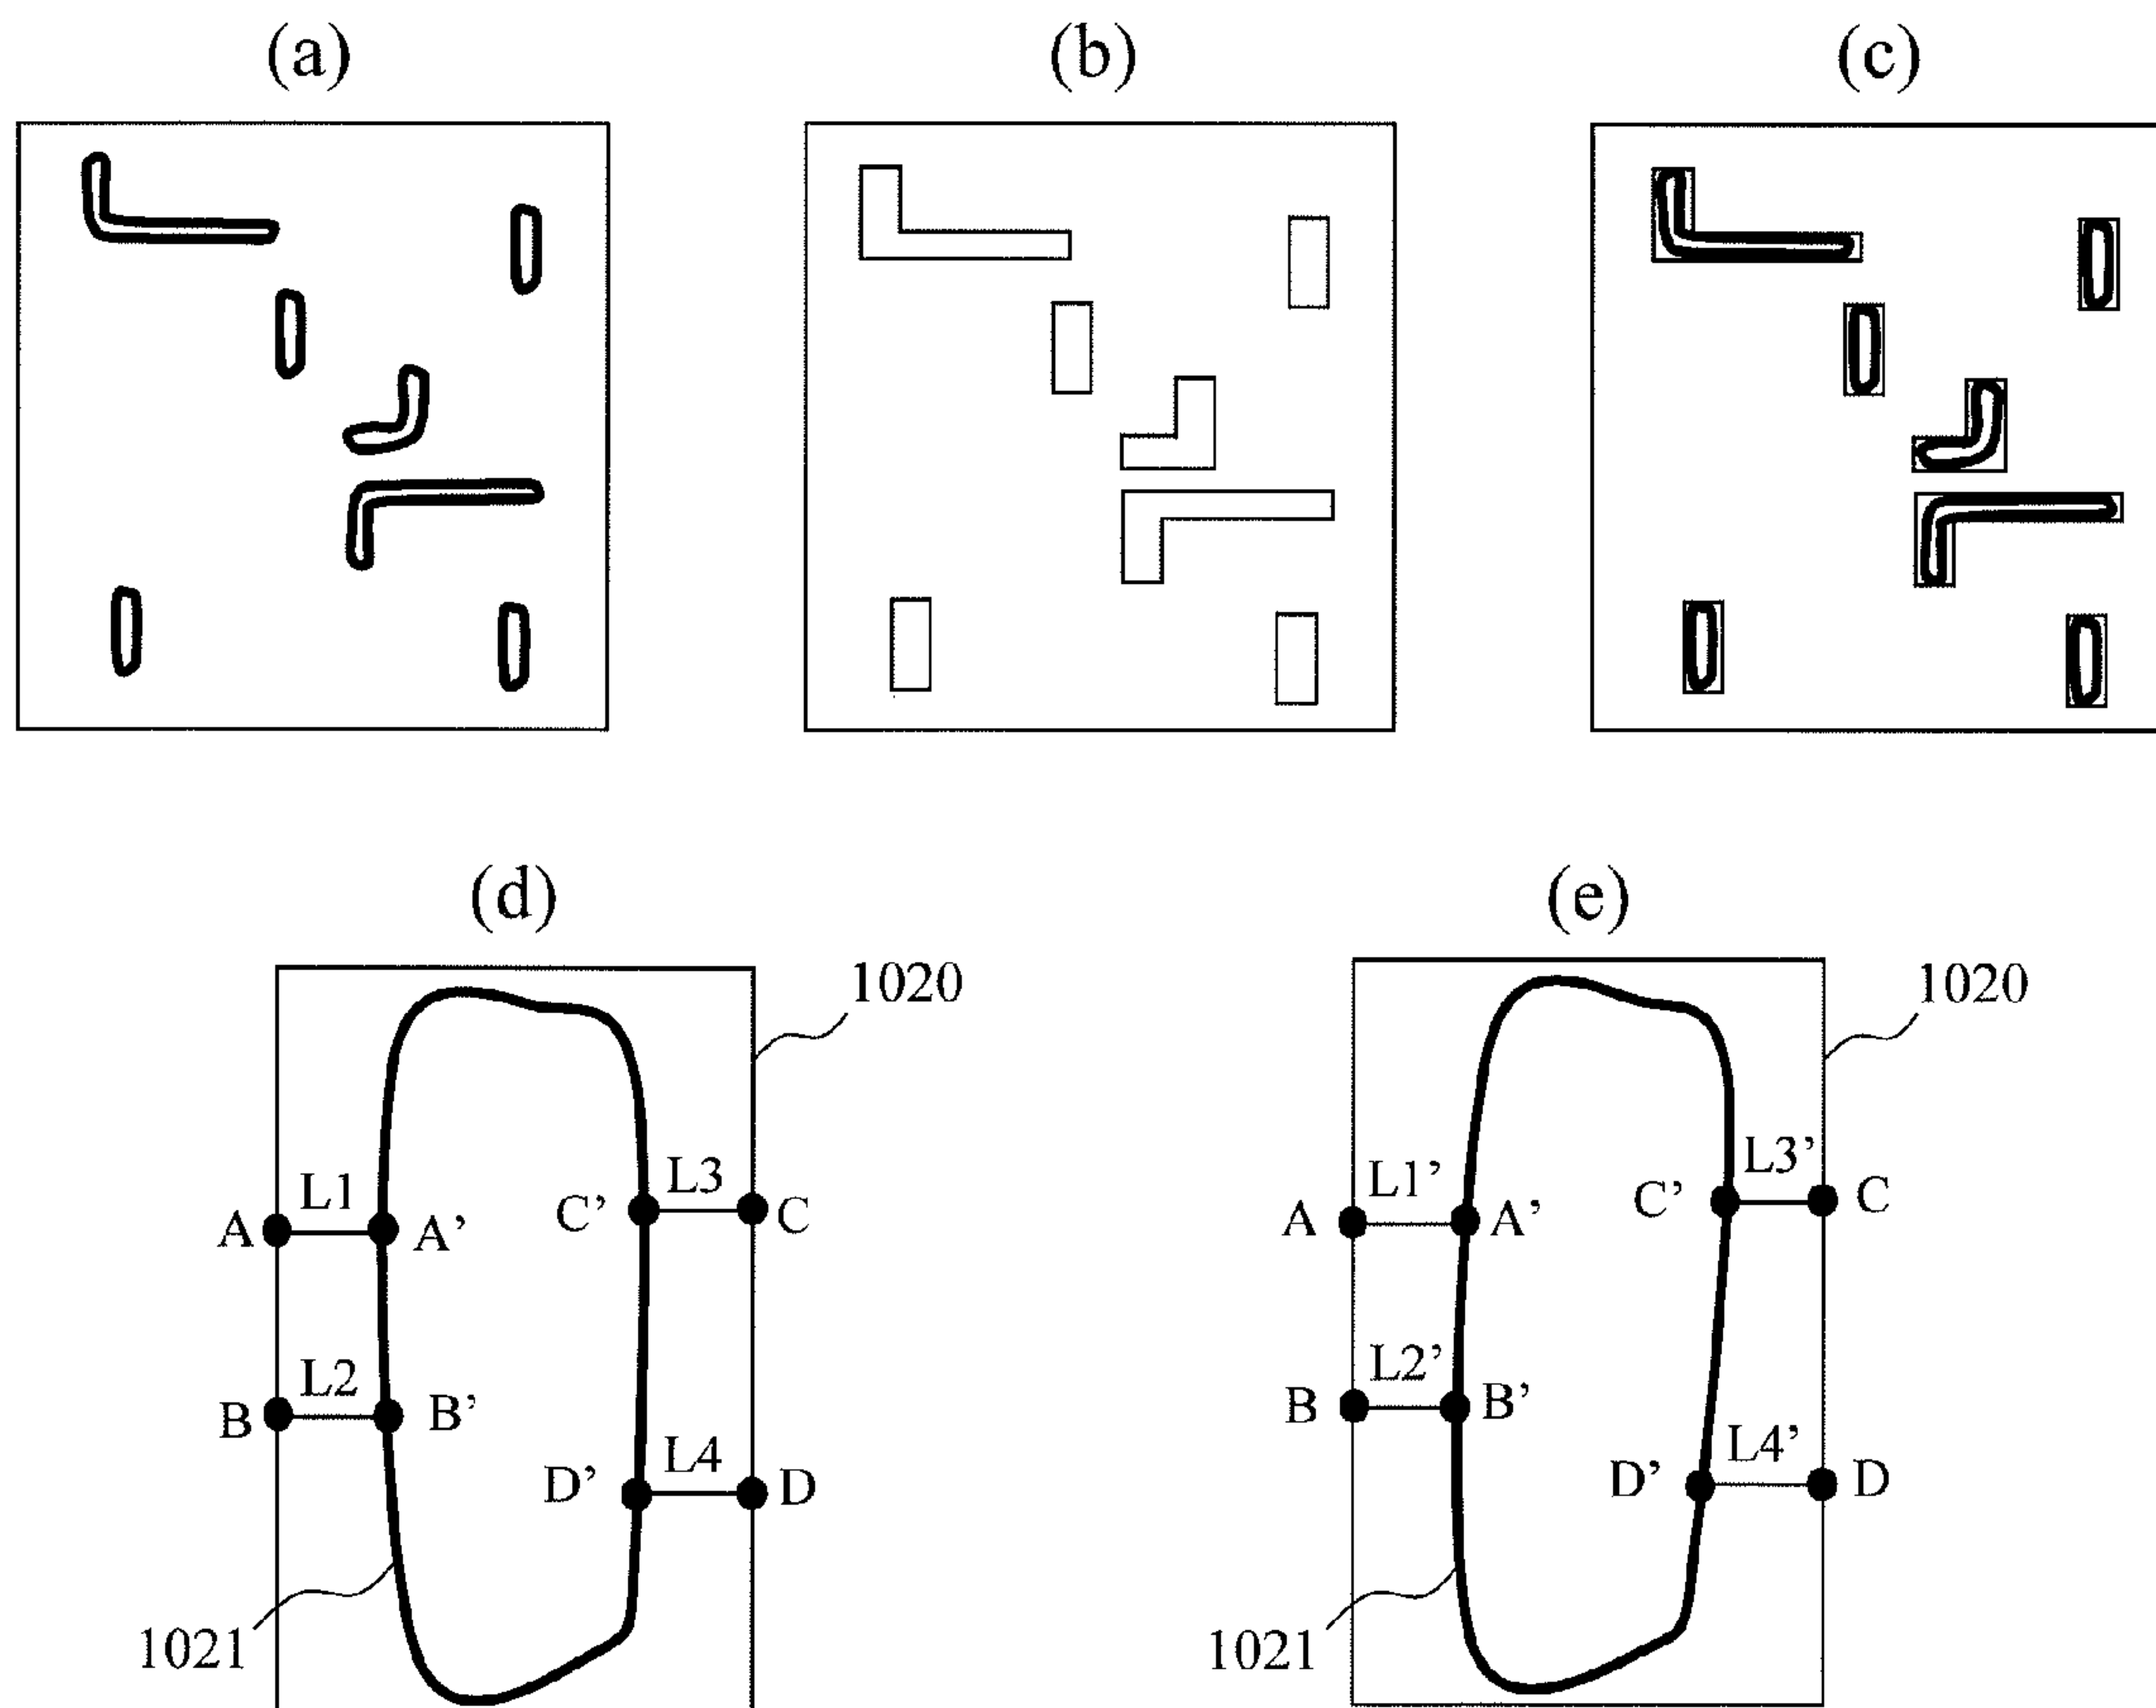 (a) (b) (c)
(d) (e)
1020 1020
L1 L3 L1’ L3’
A A’ C’ C A A’ C’ C
L2 L2’
B B’ B B’
L4 L4’
D’ D D’ D
1021 1021